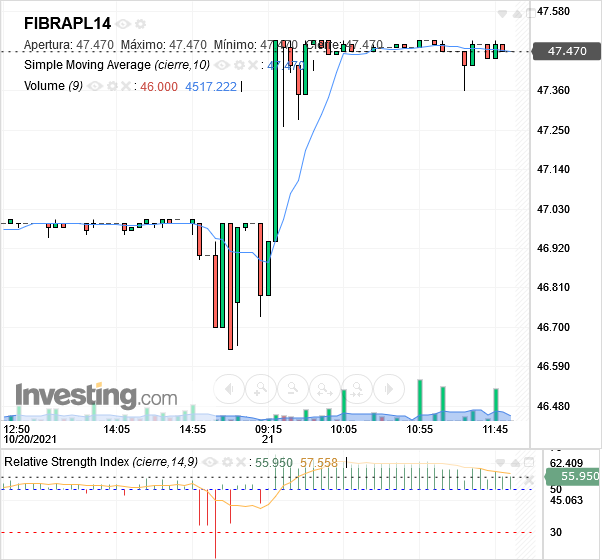 FIBRAPL14
Apertura: 47.470 Máximo: 47.470 Mínimo: 47.470 Cierre: 47.470
Simple Moving Average (cierre,10) : 47.470
Volume (9) : 46.000 4517.222
47.580
47.470
47.360
47.250
47.140
47.030
46.920
46.810
46.700
46.590
46.480
Investing.com
12:50 14:05 14:55 09:15 10:05 10:55 11:45
10/20/2021 21
Relative Strength Index (cierre,14,9) : 55.950 57.558
62.409
55.950
50
45.063
30